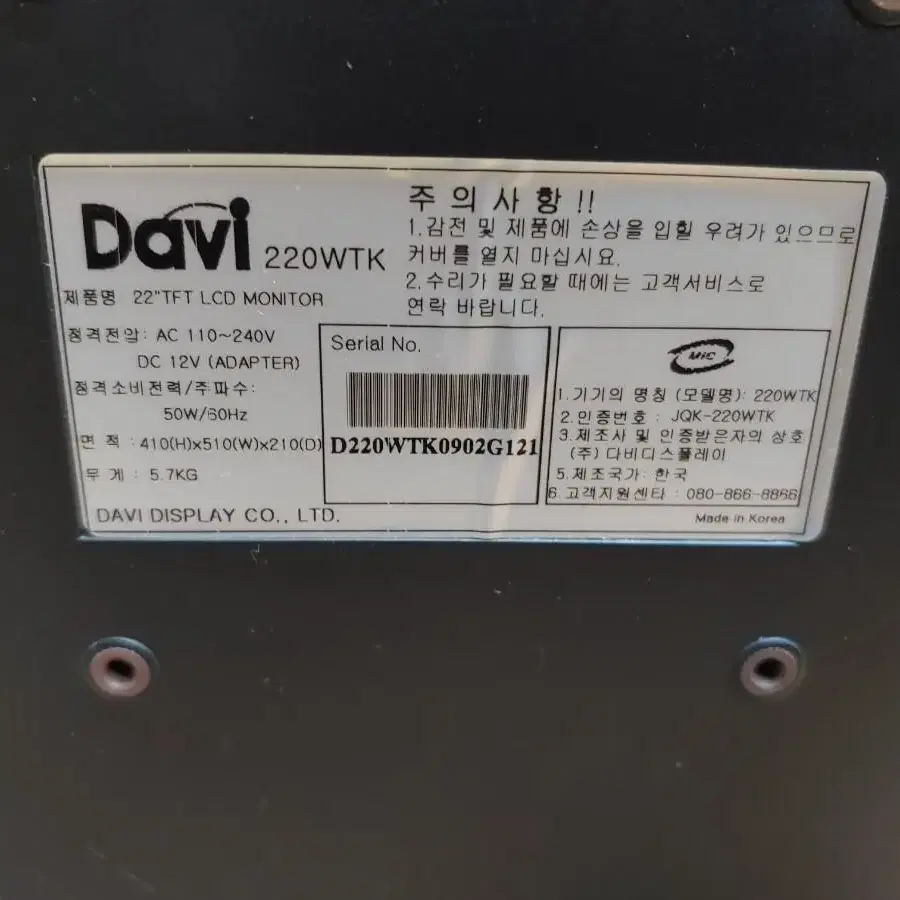 Davi 220WTK
제품명 22"TFT LCD MONITOR
정격전압: AC 110~240V
DC 12V (ADAPTER)
정격소비전력/주파수:
50W/60Hz
면 적 : 410(H)x510(W)x210(D)
무 게 : 5.7KG
DAVI DISPLAY CO., LTD.
주 의 사 항 !!
1.감전 및 제품에 손상을 입힐 우려가 있으므로
커버를 열지 마십시요.
2.수리가 필요할 때에는 고객서비스로
연락 바랍니다.
Serial No.
D220WTK0902G121
MIC
1.기기의 명칭 (모델명): 220WTK
2.인증번호 : JQK-220WTK
3.제조사 및 인증받은자의 상호
(주) 다비디스플레이
5.제조국가: 한국
6.고객지원센타 : 080-866-8866
Made in Korea